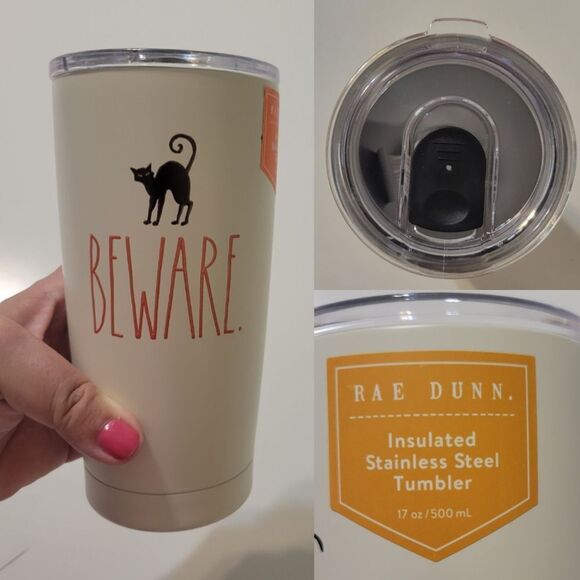 BEWARE.
RAE DUNN.
Insulated
Stainless Steel
Tumbler
17 oz / 500 mL